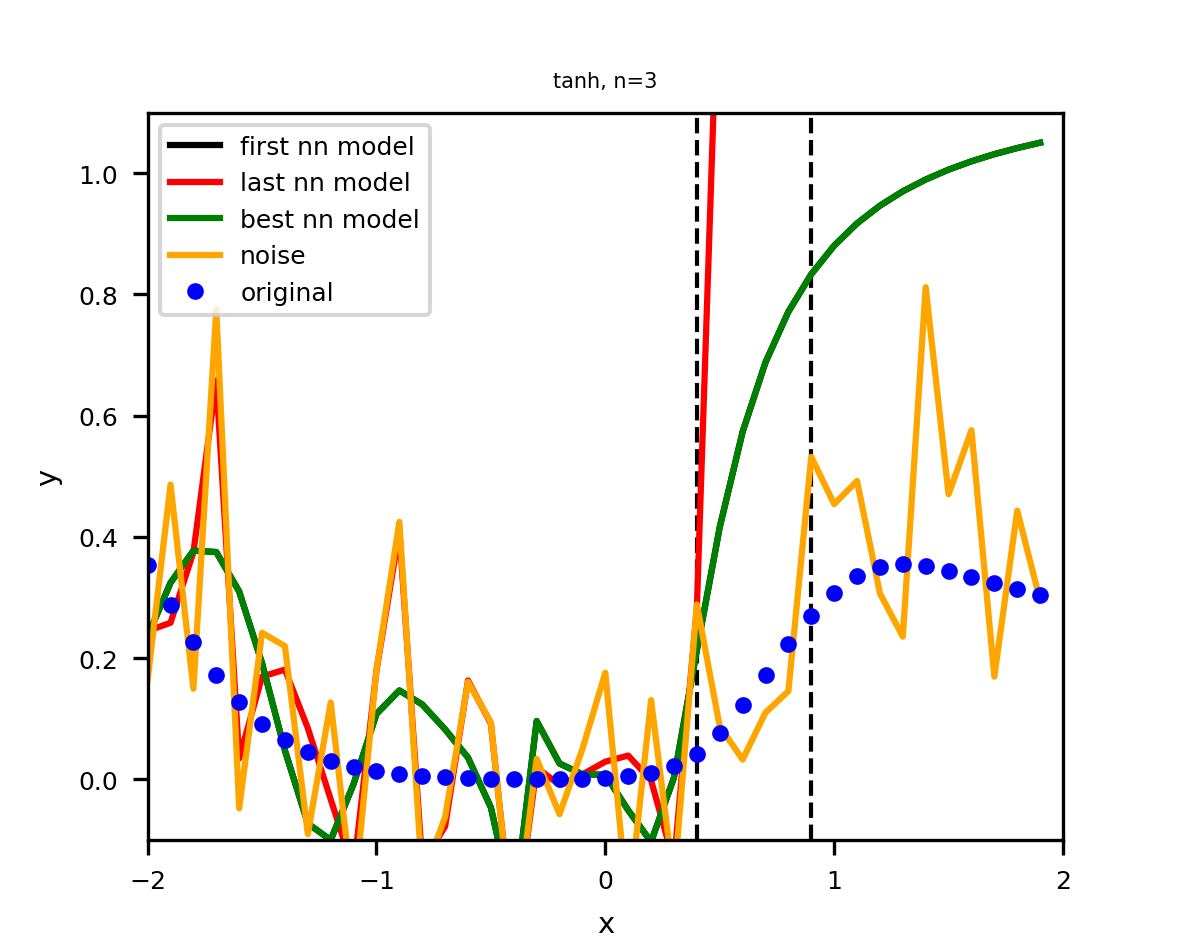 tanh, n=3
first nn model
last nn model
best nn model
noise
original
1.0
0.8
0.6
0.4
0.2
0.0
y
−2
−1
0
1
2
x